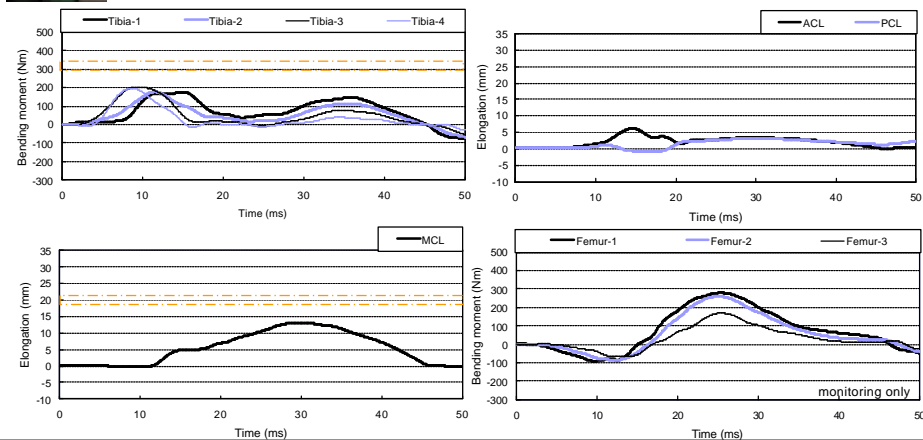 Tibia-1 Tibia-2 Tibia-3 Tibia-4
Bending moment (Nm)
500
400
300
200
100
0
-100
-200
-300
0 10 20 30 40 50
Time (ms)
ACL PCL
Elongation (mm)
35
30
25
20
15
10
5
0
-5
-10
0 10 20 30 40 50
Time (ms)
MCL
Elongation (mm)
35
30
25
20
15
10
5
0
-5
-10
0 10 20 30 40 50
Time (ms)
Femur-1 Femur-2 Femur-3
Bending moment (Nm)
500
400
300
200
100
0
-100
-200
-300
monitoring only
0 10 20 30 40 50
Time (ms)